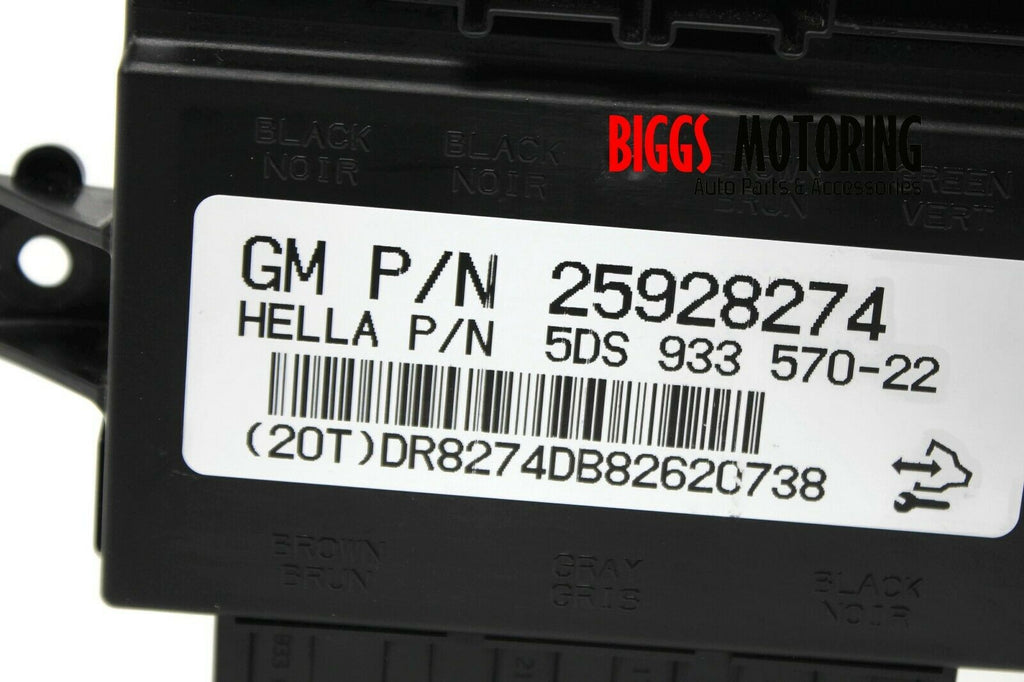 BLACK
NOIR
BLACK
NOIR
BRUN
GREEN
VERT
BIGGS MOTORING
Auto Parts & Accessories
GM P/N 25928274
HELLA P/N 5DS 933 570-22
(20T)DR8274DB82620738
BROWN
BRUN
GRAY
GRIS
BLACK
NOIR